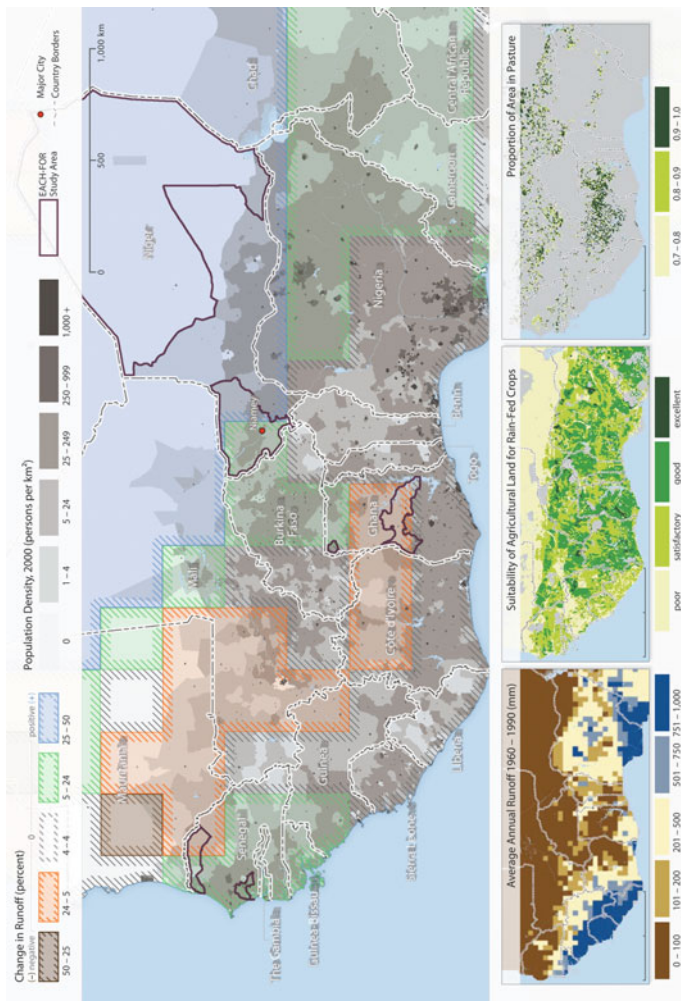 Change in Runoff (percent)
(–) negative
0
positive (+)
50 – 25
24 – 5
4 – 4
5 – 24
25 – 50
Population Density, 2000 (persons per km²)
0
1 – 4
5 – 24
25 – 249
250 – 999
1,000 +
EACH-FOR
Study Area
Major City
Country Borders
0
500
1,000 km
Mauritania
Mali
Niger
Chad
Senegal
The Gambia
Guinea - Bissau
Guinea
Sierra Leone
Liberia
Cote d'Ivoire
Burkina
Faso
Ghana
Togo
Benin
Niamey
Nigeria
Cameroon
Central African
Republic
Average Annual Runoff 1960 – 1990 (mm)
0 – 100
101 – 200
201 – 500
501 – 750
751 – 1,000
Suitability of Agricultural Land for Rain-Fed Crops
poor
satisfactory
good
excellent
Proportion of Area in Pasture
0.7 – 0.8
0.8 – 0.9
0.9 – 1.0